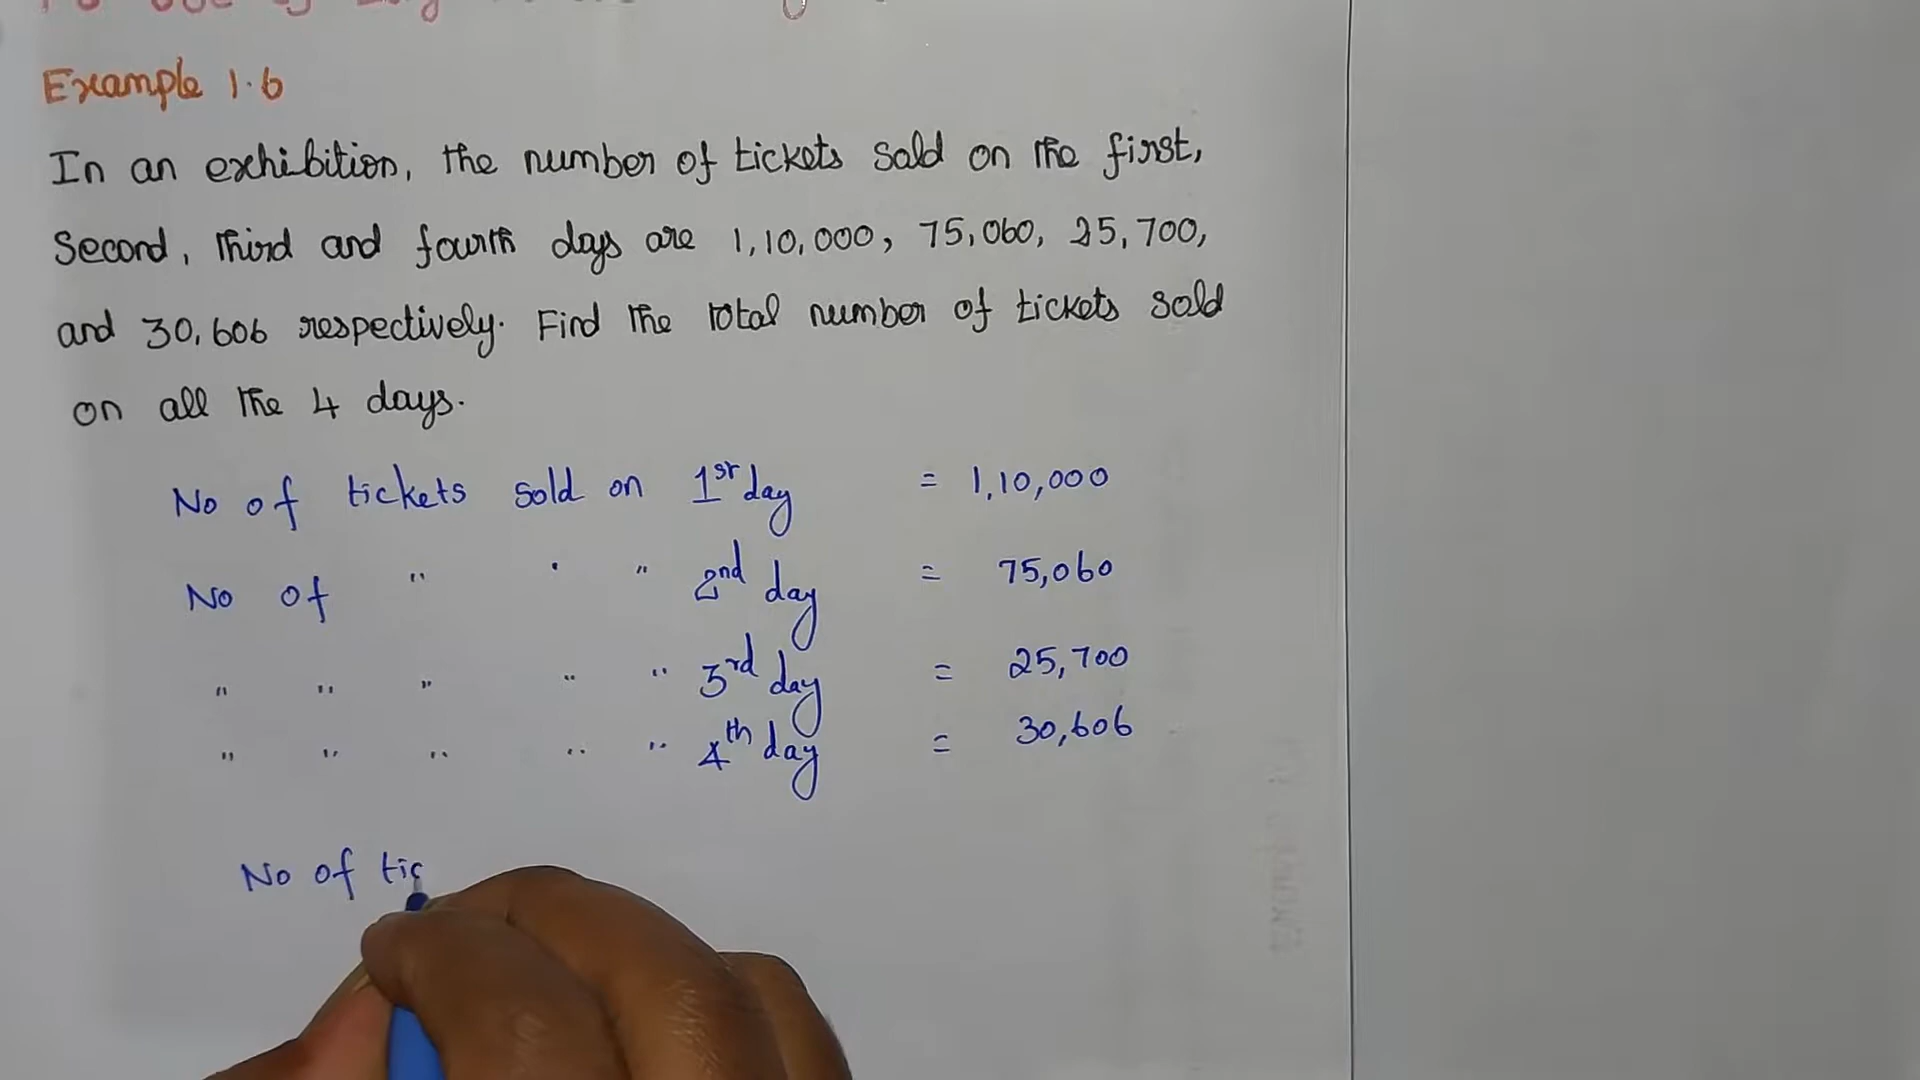 Example 1.6
In an exhibition, the number of tickets sold on the first,
Second, third and fourth days are 1,10,000, 75,060, 25,700,
and 30,606 respectively. Find the total number of tickets sold
on all the 4 days.
No of tickets sold on 1st day = 1,10,000
No of " " " 2nd day = 75,060
" " " " " 3rd day = 25,700
" " " " " 4th day = 30,606
No of tic